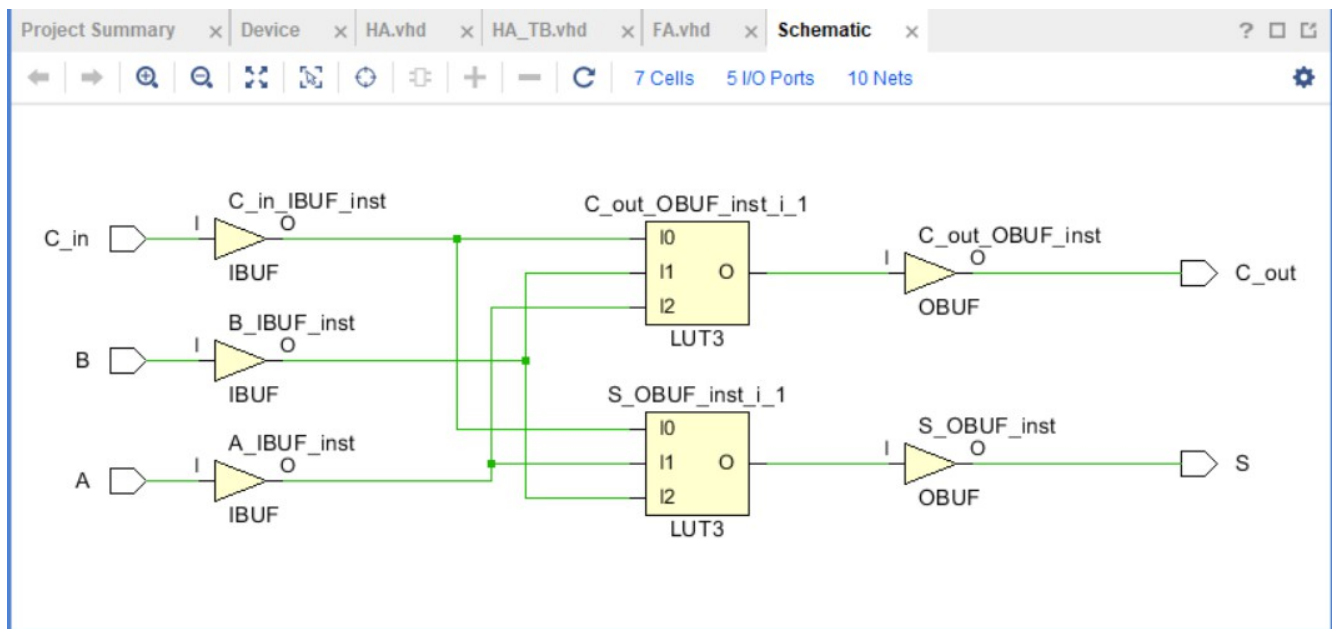 Project Summary × Device × HA.vhd × HA_TB.vhd × FA.vhd × Schematic × ?
7 Cells 5 I/O Ports 10 Nets
C_in_IBUF_inst C_out_OBUF_inst_i_1
C_in I O I0 C_out_OBUF_inst
IBUF I1 O I O C_out
B_IBUF_inst I2 OBUF
B I O LUT3
IBUF S_OBUF_inst_i_1
A_IBUF_inst I0 S_OBUF_inst
A I O I1 O I O S
IBUF I2 OBUF
LUT3